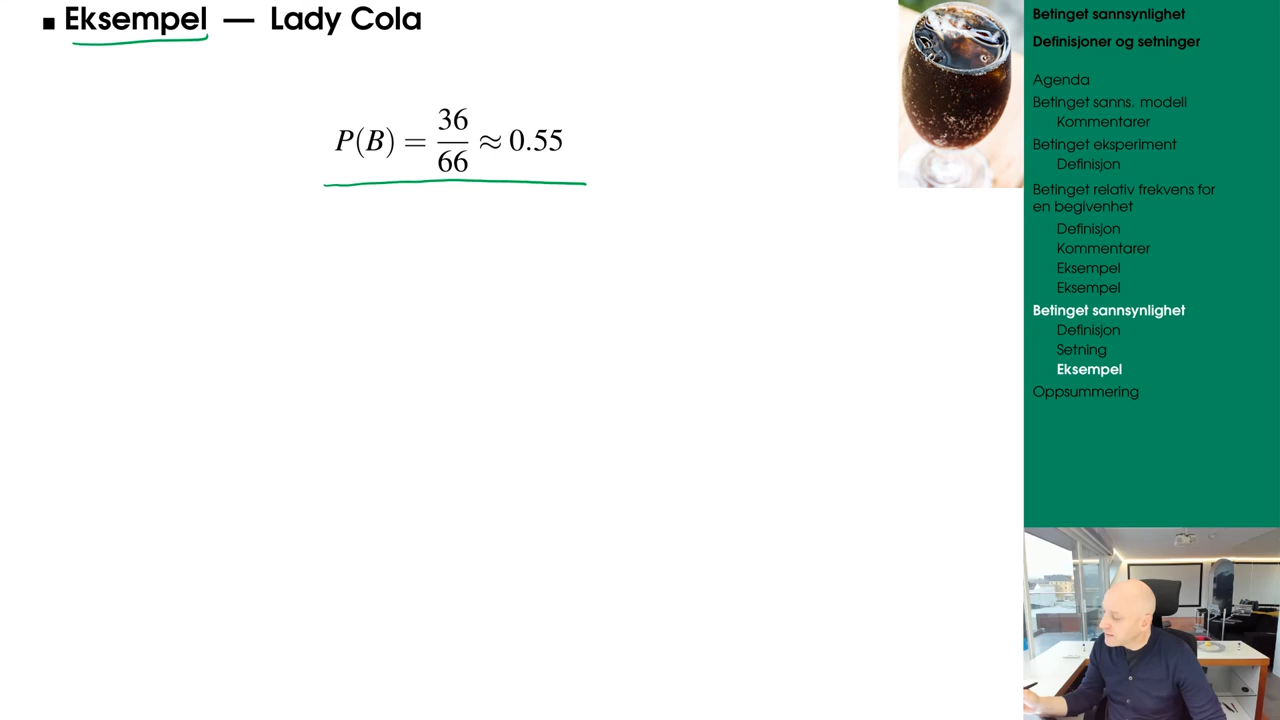 Eksempel — Lady Cola
P(B) = 36/66 ≈ 0.55
Betinget sannsynlighet
Definisjoner og setninger
Agenda
Betinget sanns. modell
Kommentarer
Betinget eksperiment
Definisjon
Betinget relativ frekvens for
en begivenhet
Definisjon
Kommentarer
Eksempel
Eksempel
Betinget sannsynlighet
Definisjon
Setning
Eksempel
Oppsummering